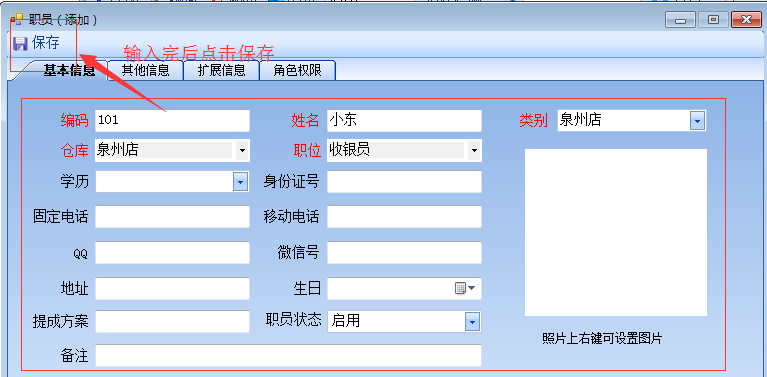 职员（添加）
保存
输入完后点击保存
基本信息 其他信息 扩展信息 角色权限
编码 101 姓名 小东 类别 泉州店
仓库 泉州店 职位 收银员
学历 身份证号
固定电话 移动电话
QQ 微信号
地址 生日
提成方案 职员状态 启用
照片上右键可设置图片
备注